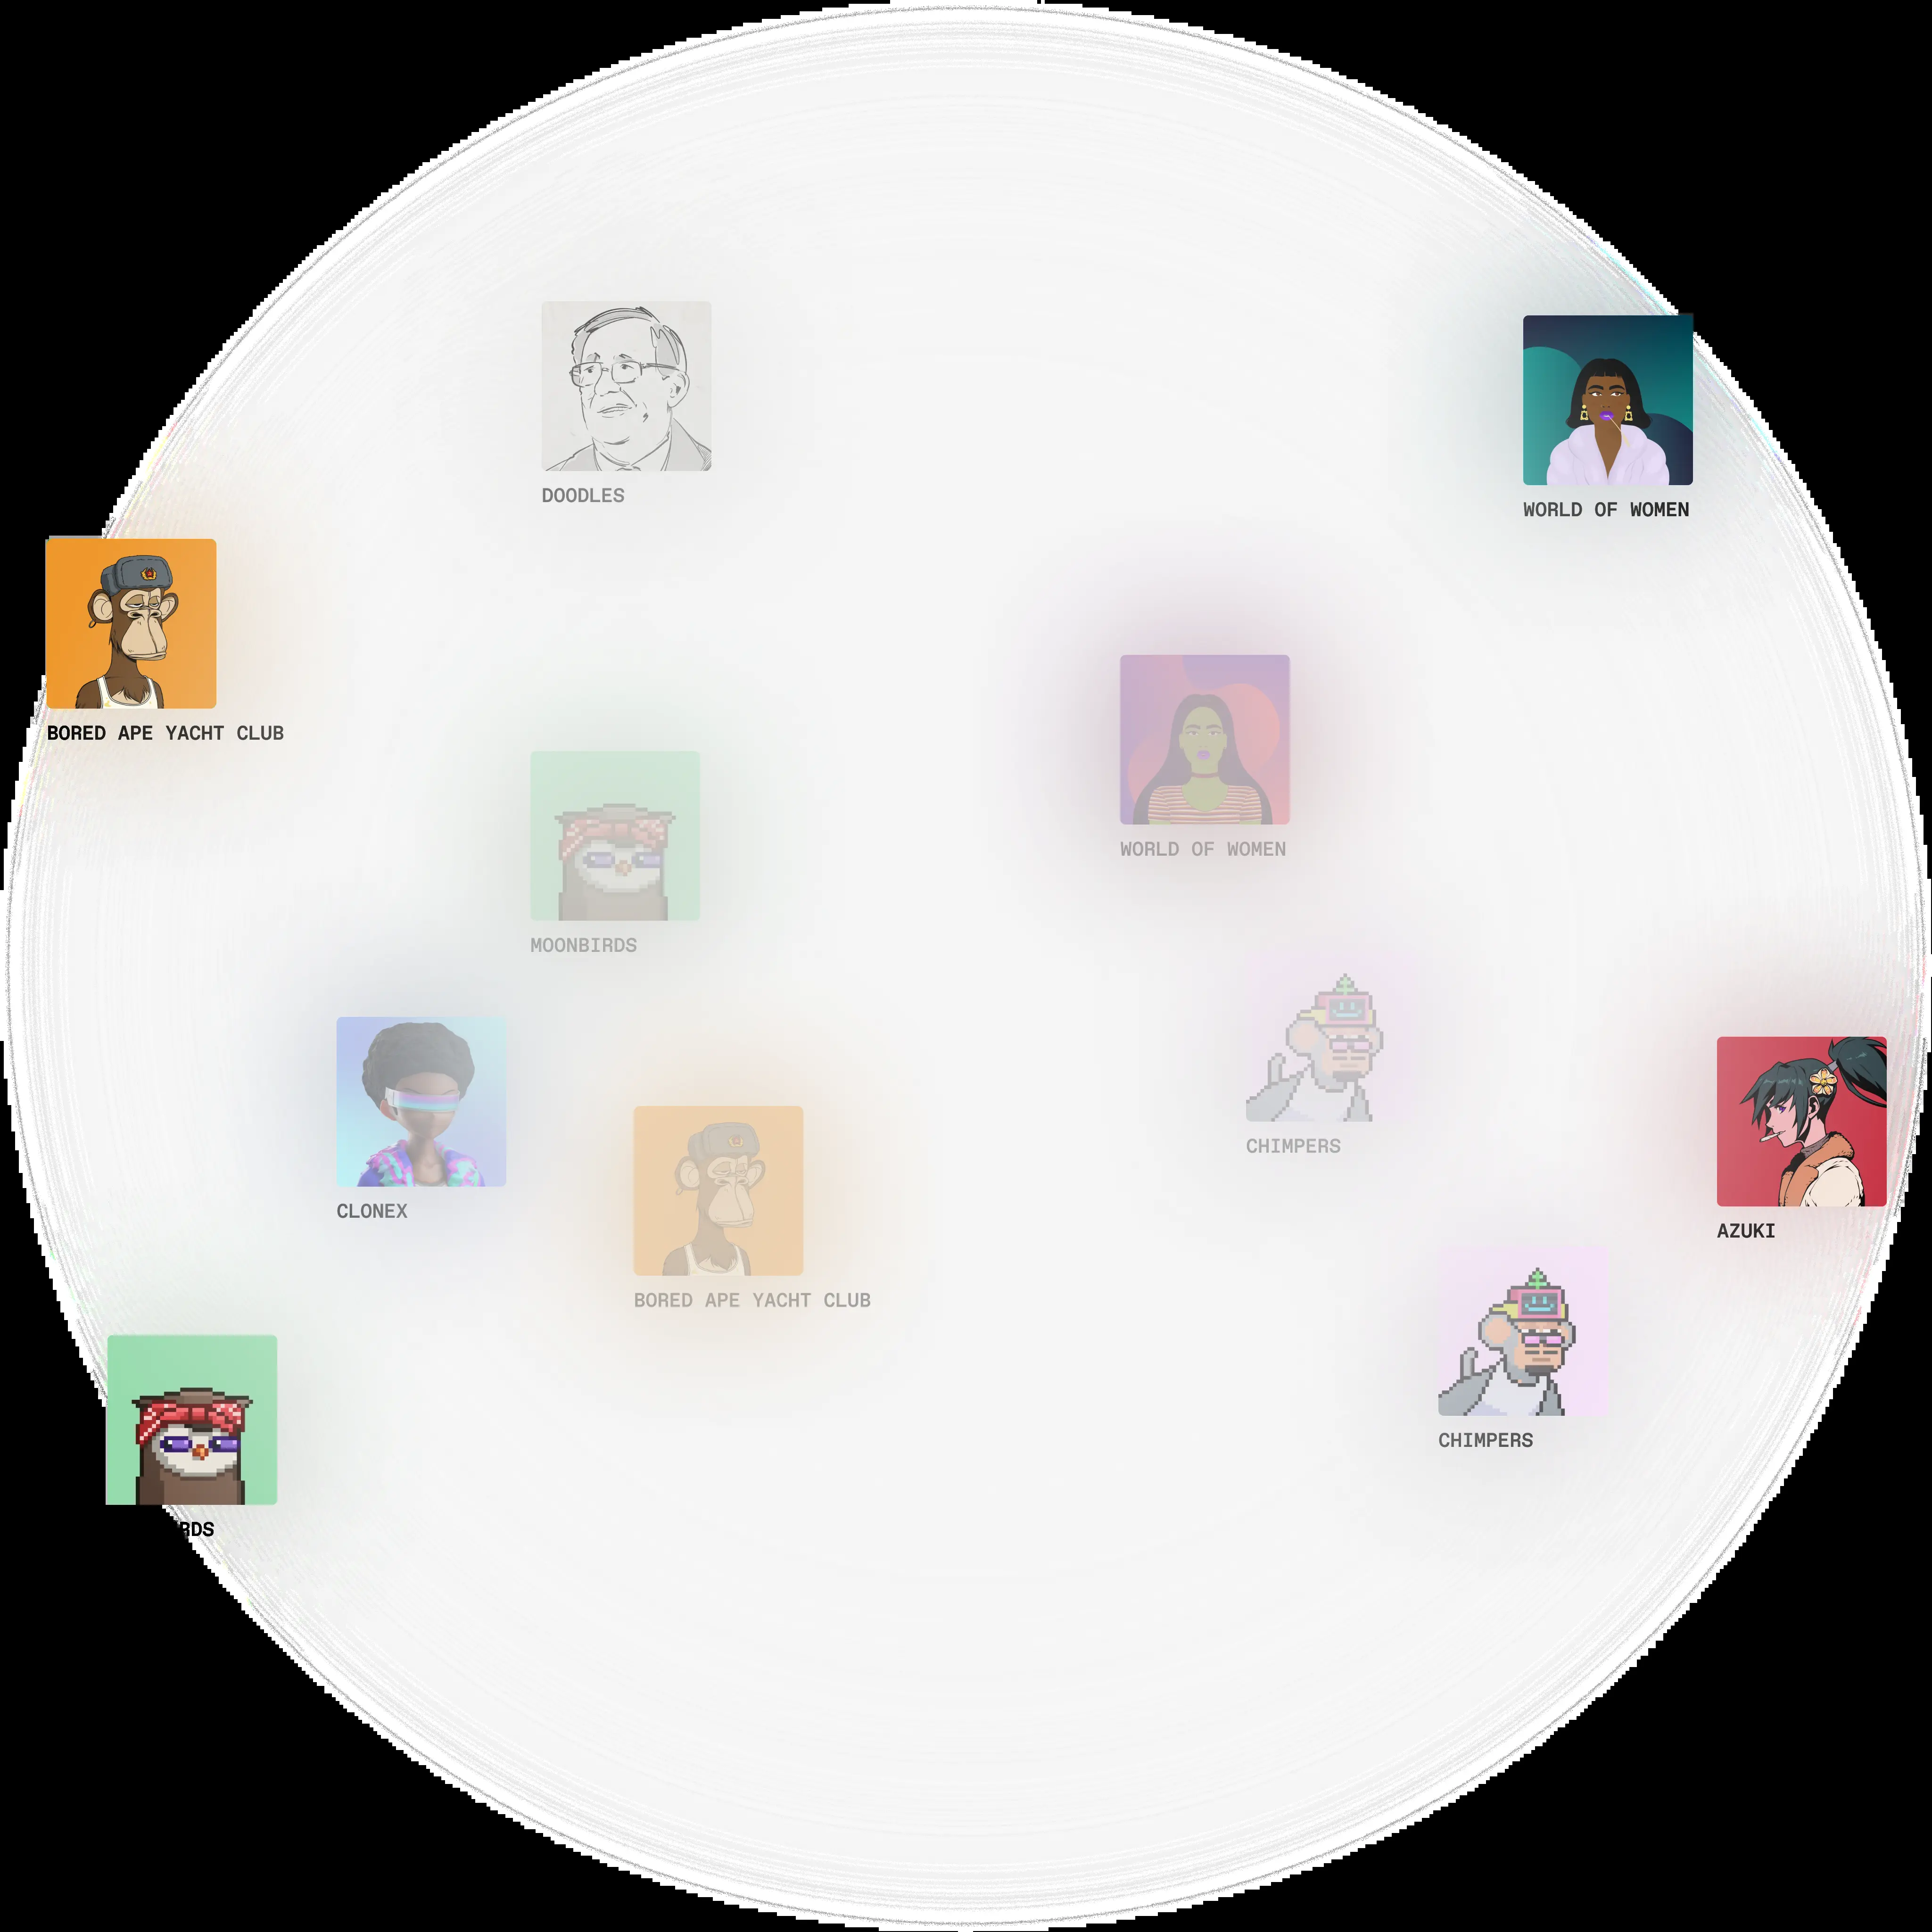 DOODLES
WORLD OF WOMEN
BORED APE YACHT CLUB
WORLD OF WOMEN
MOONBIRDS
CHIMPERS
CLONEX
AZUKI
BORED APE YACHT CLUB
CHIMPERS
RDS